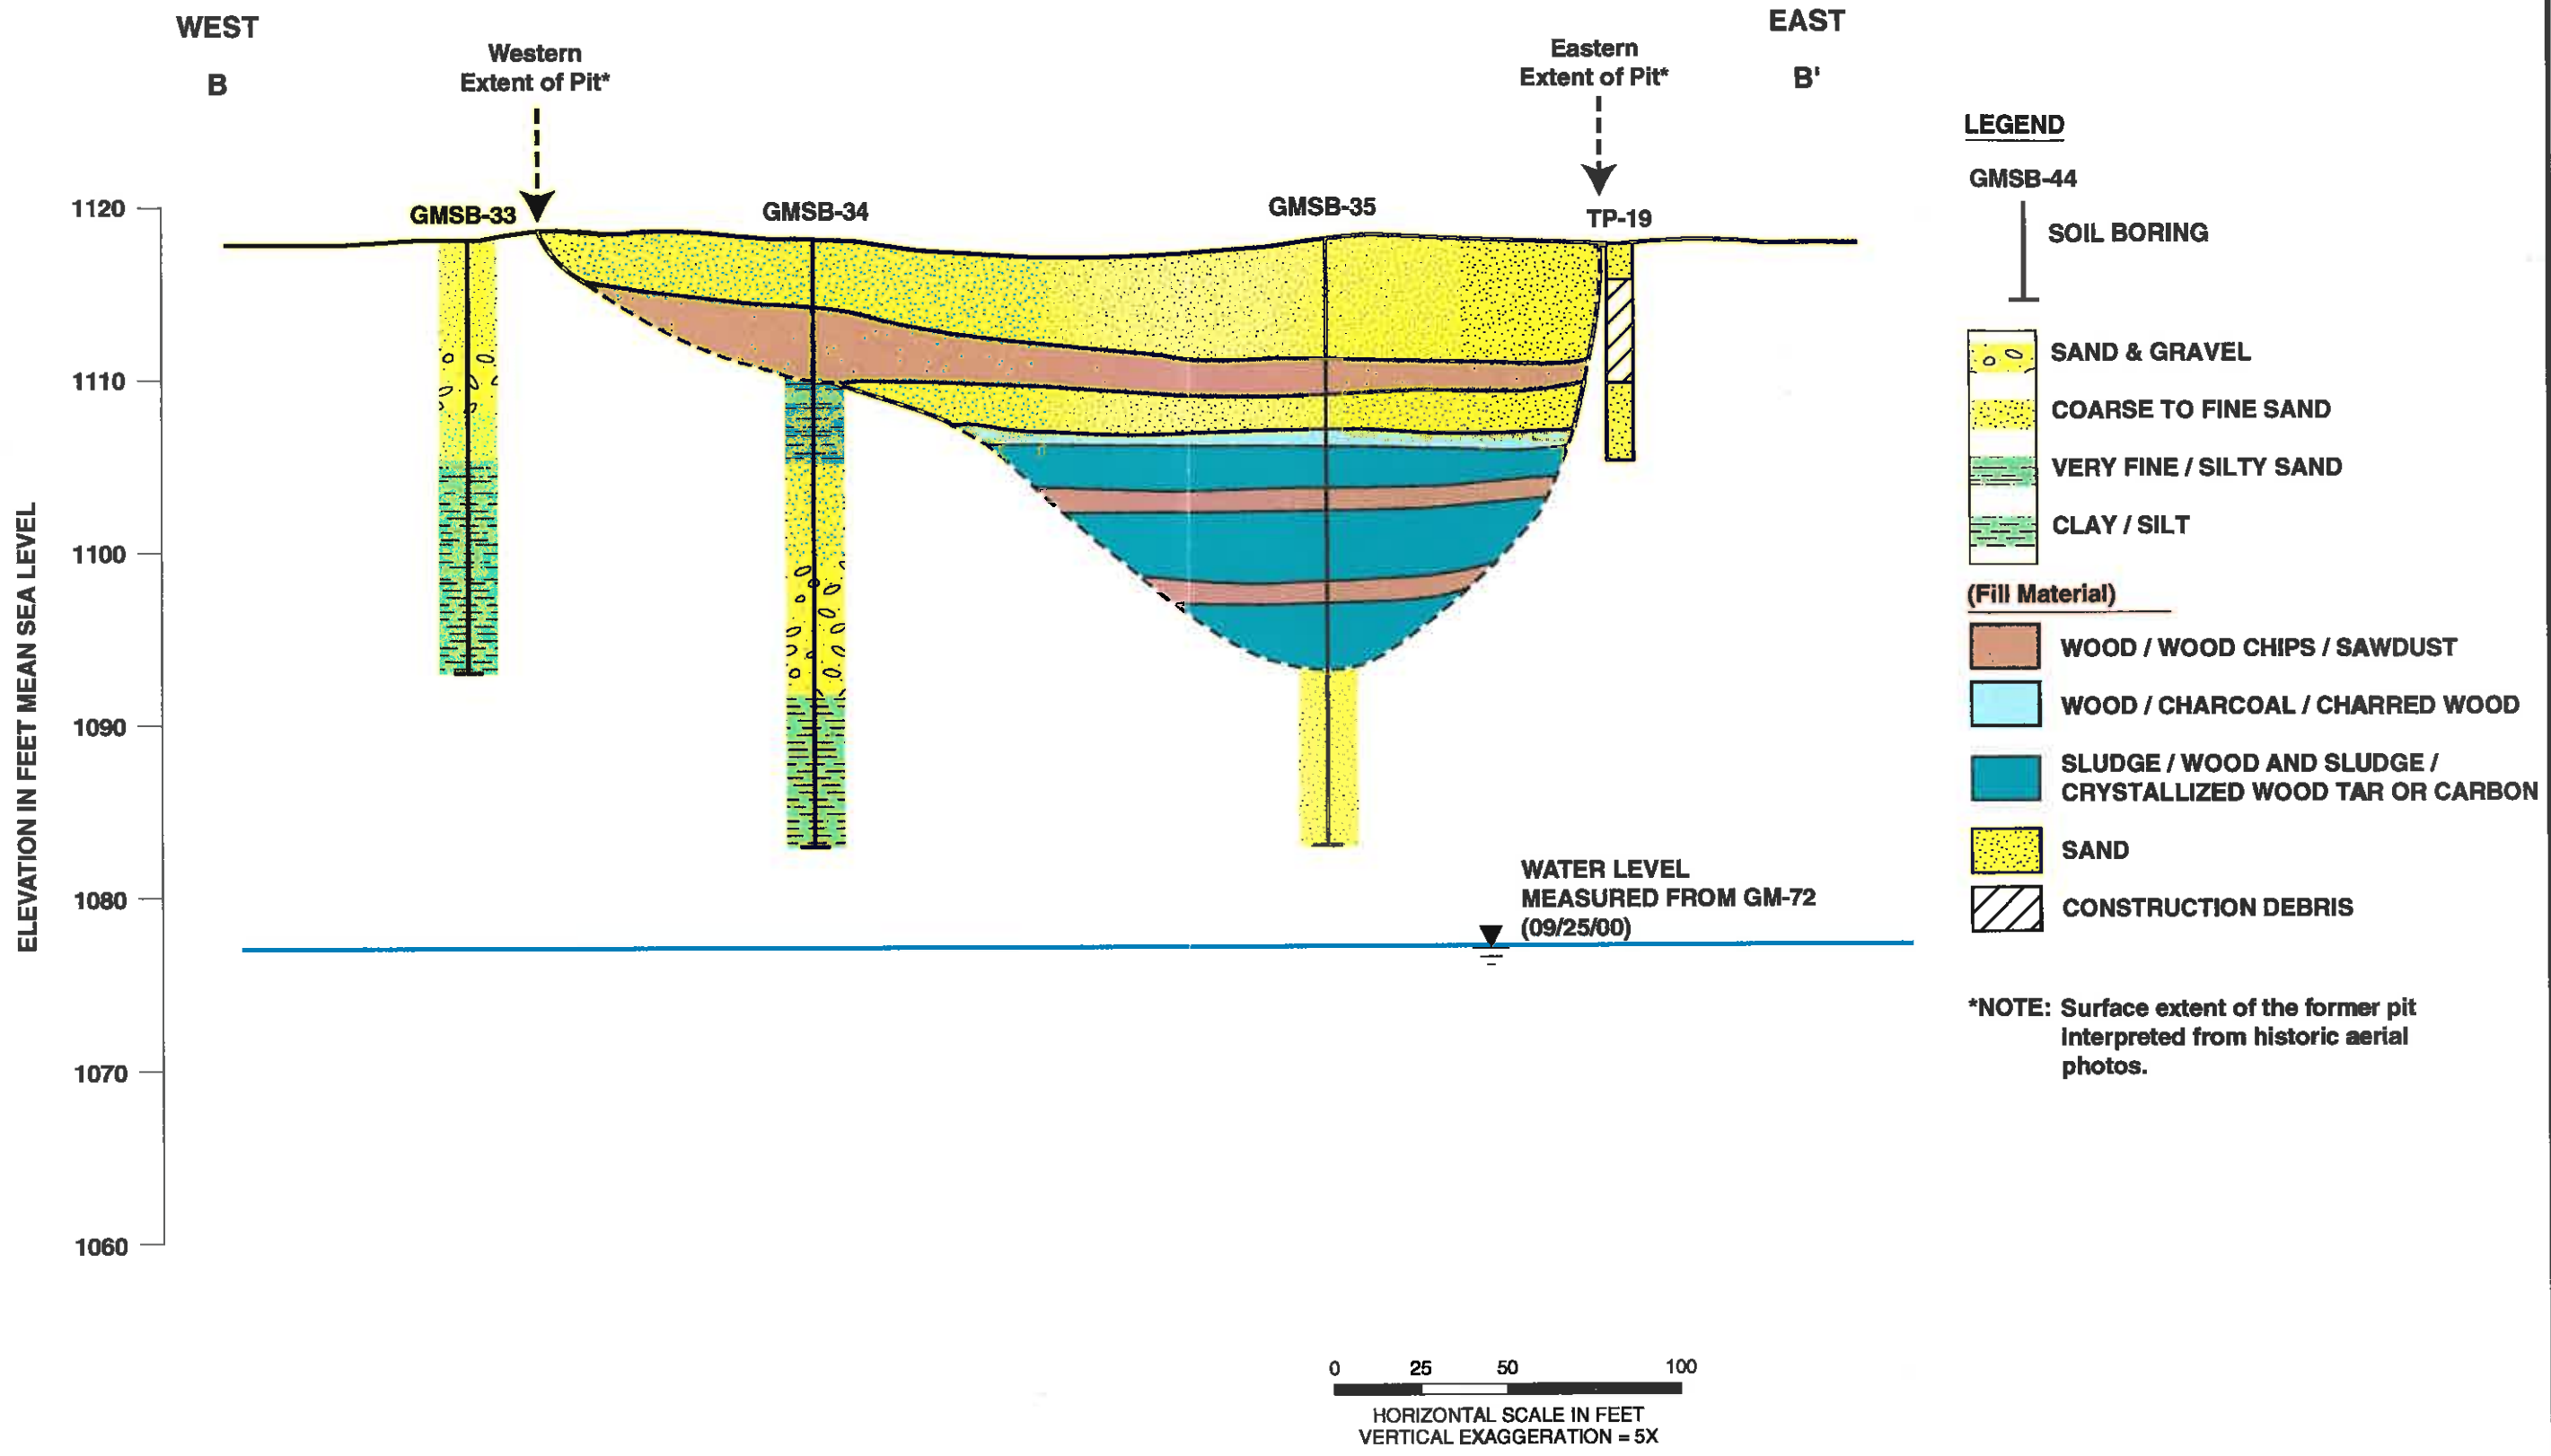 WEST
B
Western
Extent of Pit*
Eastern
Extent of Pit*
EAST
B'
GMSB-33
GMSB-34
GMSB-35
TP-19
ELEVATION IN FEET MEAN SEA LEVEL
1120
1110
1100
1090
1080
1070
1060
WATER LEVEL
MEASURED FROM GM-72
(09/25/00)
0 25 50 100
HORIZONTAL SCALE IN FEET
VERTICAL EXAGGERATION = 5X
LEGEND
GMSB-44
SOIL BORING
SAND & GRAVEL
COARSE TO FINE SAND
VERY FINE / SILTY SAND
CLAY / SILT
(Fill Material)
WOOD / WOOD CHIPS / SAWDUST
WOOD / CHARCOAL / CHARRED WOOD
SLUDGE / WOOD AND SLUDGE /
CRYSTALLIZED WOOD TAR OR CARBON
SAND
CONSTRUCTION DEBRIS
*NOTE: Surface extent of the former pit
interpreted from historic aerial
photos.